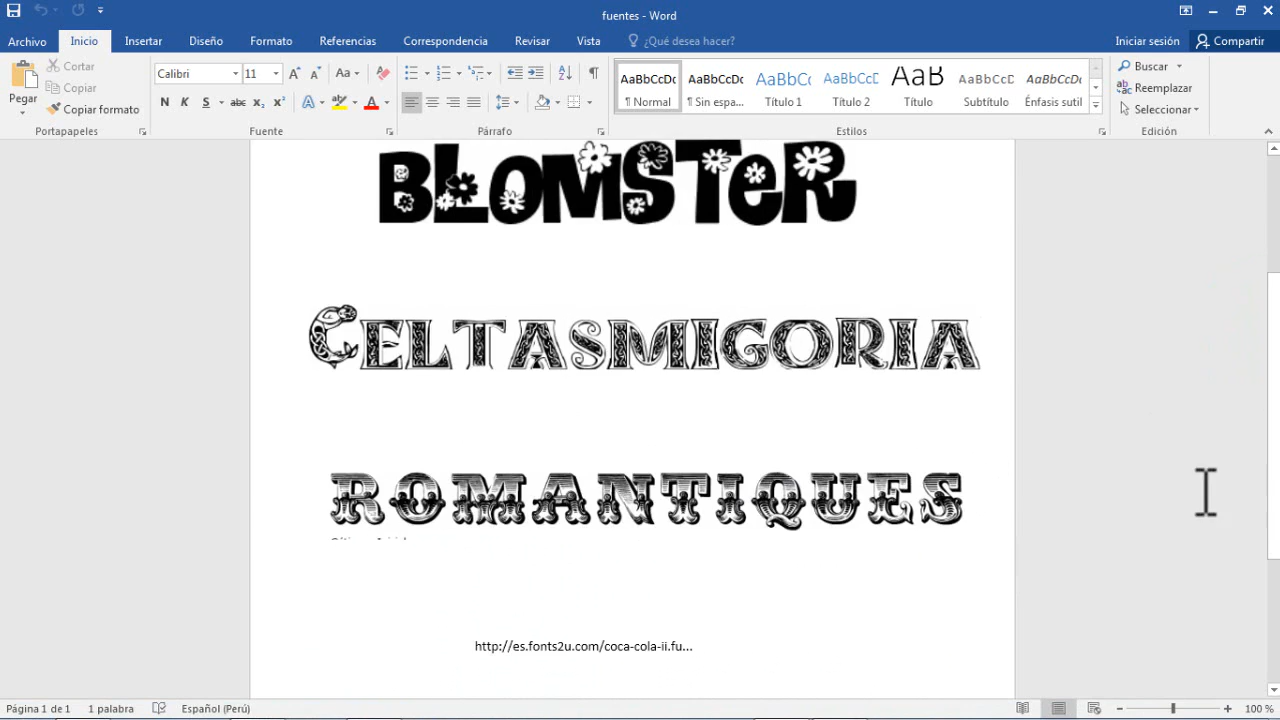 fuentes - Word
Archivo Inicio Insertar Diseño Formato Referencias Correspondencia Revisar Vista ¿Qué desea hacer? Iniciar sesión Compartir
Pegar
Cortar
Copiar
Copiar formato
Portapapeles
Calibri 11 Aa
N K S abc x₂ x² A A
Fuente
Párrafo
AaBbCcDc AaBbCcDc AaBbC AaBbCcD AaB AaBbCcD AaBbCcDc
¶ Normal ¶ Sin espa... Título 1 Título 2 Título Subtítulo Énfasis sutil
Estilos
Buscar
Reemplazar
Seleccionar
Edición
BLOMSTeR
CELTASMIGORIA
ROMANTIQUES
http://es.fonts2u.com/coca-cola-ii.fu...
Página 1 de 1 1 palabra Español (Perú) 100 %